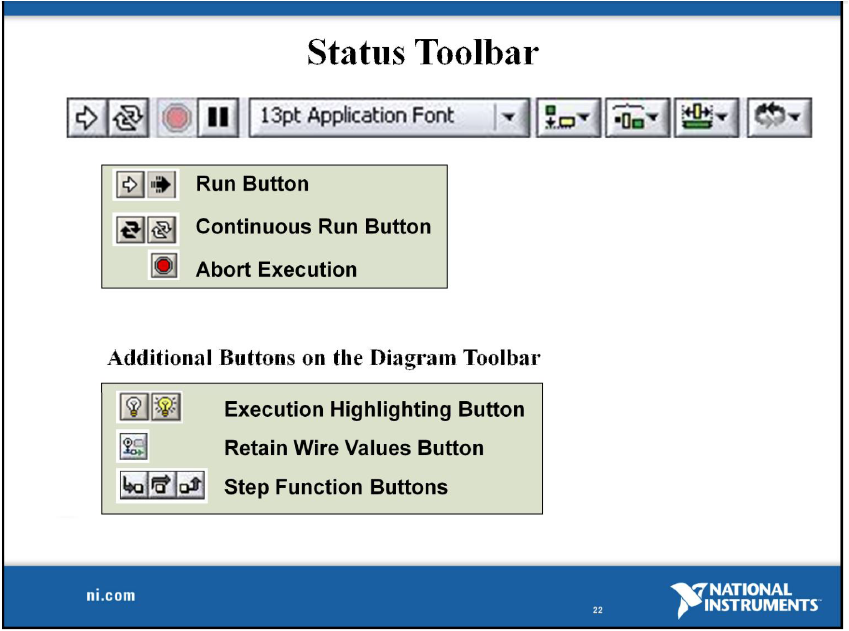 Status Toolbar
13pt Application Font
Run Button
Continuous Run Button
Abort Execution
Additional Buttons on the Diagram Toolbar
Execution Highlighting Button
Retain Wire Values Button
Step Function Buttons
ni.com
22
NATIONAL
INSTRUMENTS